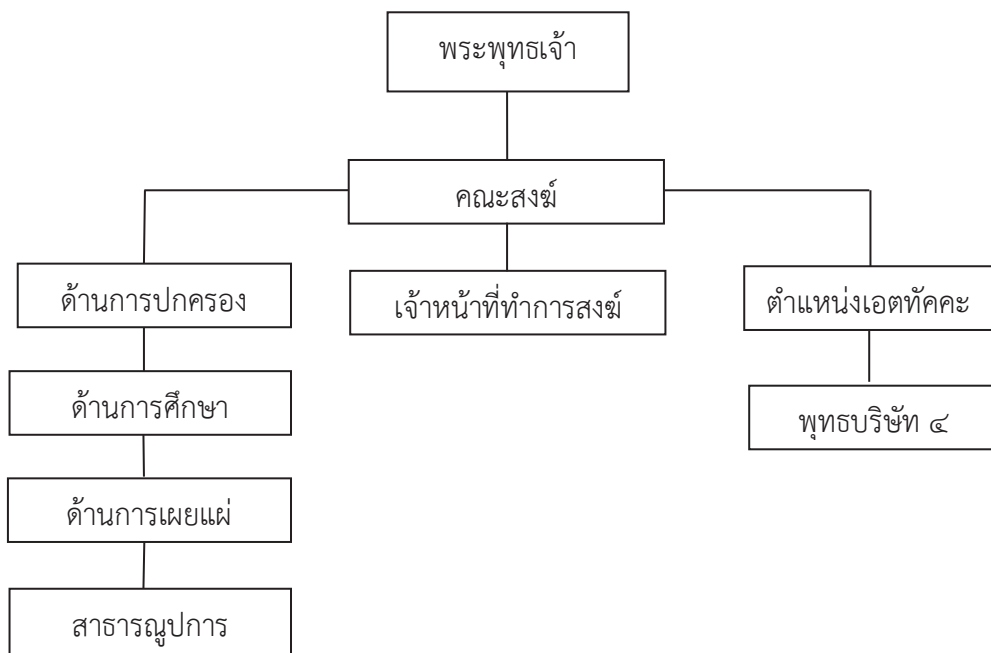 พระพุทธเจ้า
คณะสงฆ์
ด้านการปกครอง
เจ้าหน้าที่ทำการสงฆ์
ตำแหน่งเอตทัคคะ
ด้านการศึกษา
พุทธบริษัท ๔
ด้านการเผยแผ่
สาธารณูปการ